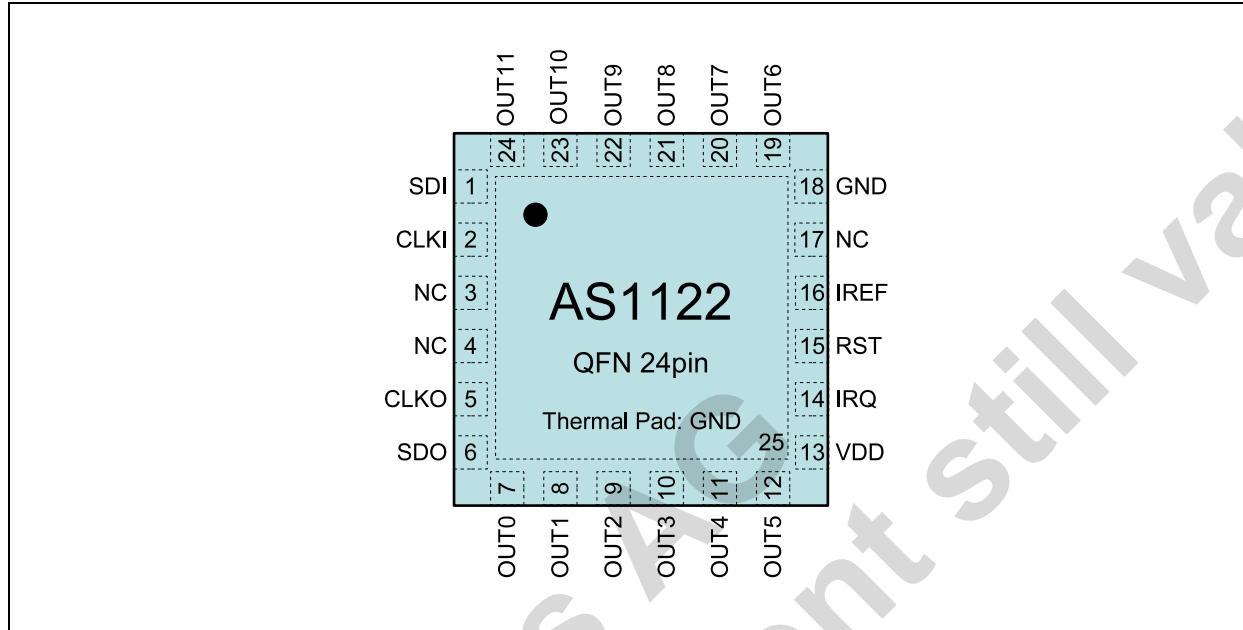 OUT11 OUT10 OUT9 OUT8 OUT7 OUT6
24 23 22 21 20 19
SDI 1 18 GND
CLKI 2 17 NC
NC 3 16 IREF
NC 4 15 RST
CLKO 5 14 IRQ
SDO 6 13 VDD
AS1122
QFN 24pin
Thermal Pad: GND
25
7 8 9 10 11 12
OUT0 OUT1 OUT2 OUT3 OUT4 OUT5
AG
still